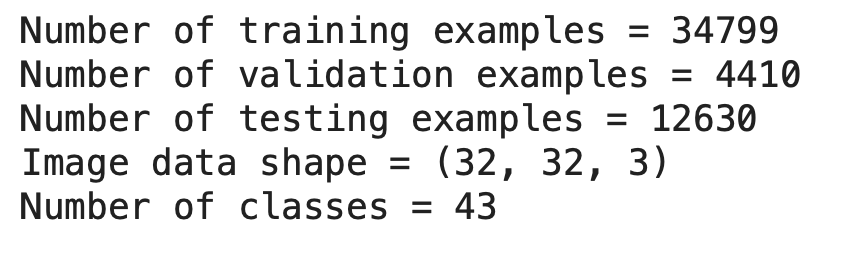 Number of training examples = 34799
Number of validation examples = 4410
Number of testing examples = 12630
Image data shape = (32, 32, 3)
Number of classes = 43